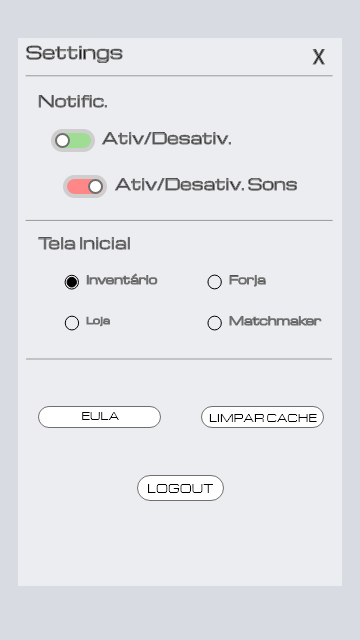 Settings X
Notific.
Ativ/Desativ.
Ativ/Desativ. Sons
Tela Inicial
Inventário Forja
Loja Matchmaker
EULA LIMPAR CACHE
LOGOUT